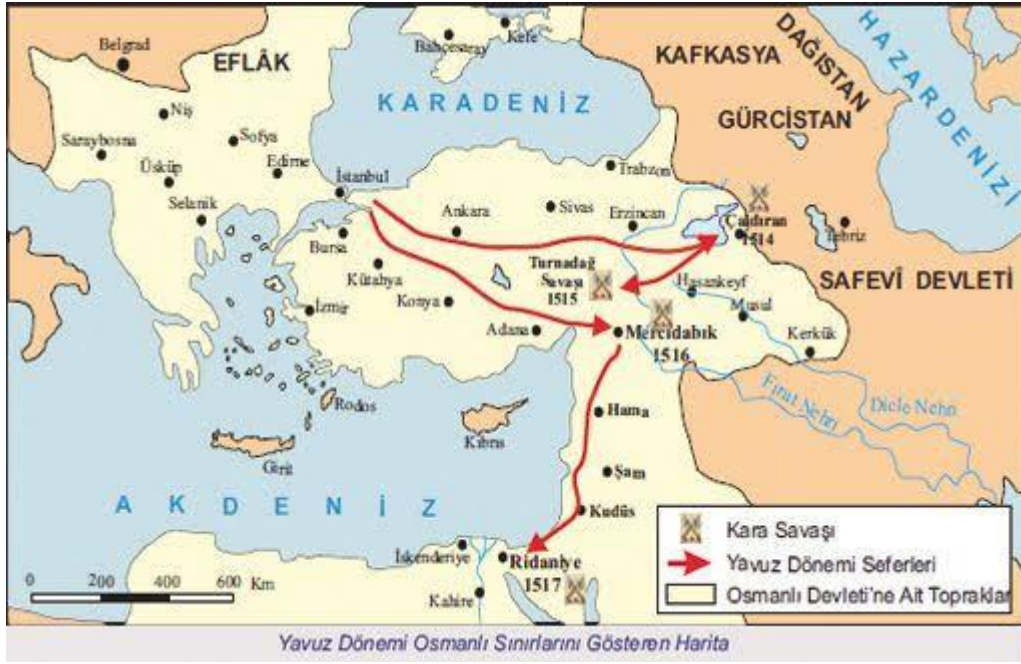 Belgrad
EFLÂK
Bahçesaray
Kefe
KAFKASYA
DAĞISTAN
HAZARDENİZİ
KARADENİZ
GÜRCİSTAN
Niş
Saraybosna
Sofya
Üsküp
Edirne
İstanbul
Trabzon
Selanik
Ankara
Sivas
Erzincan
Çaldıran
1514
Tebriz
Bursa
Kütahya
Turnadağ
Savaşı
1515
Hasankeyf
SAFEVÎ DEVLETİ
İzmir
Konya
Musul
Adana
Mercidabık
1516
Kerkük
Rodos
Fırat Nehri
Dicle Nehri
Hama
Kıbrıs
Girit
Şam
AKDENİZ
Kudüs
İskenderiye
Ridaniye
1517
Kahire
0 200 400 600 Km
Kara Savaşı
Yavuz Dönemi Seferleri
Osmanlı Devleti'ne Ait Topraklar
Yavuz Dönemi Osmanlı Sınırlarını Gösteren Harita